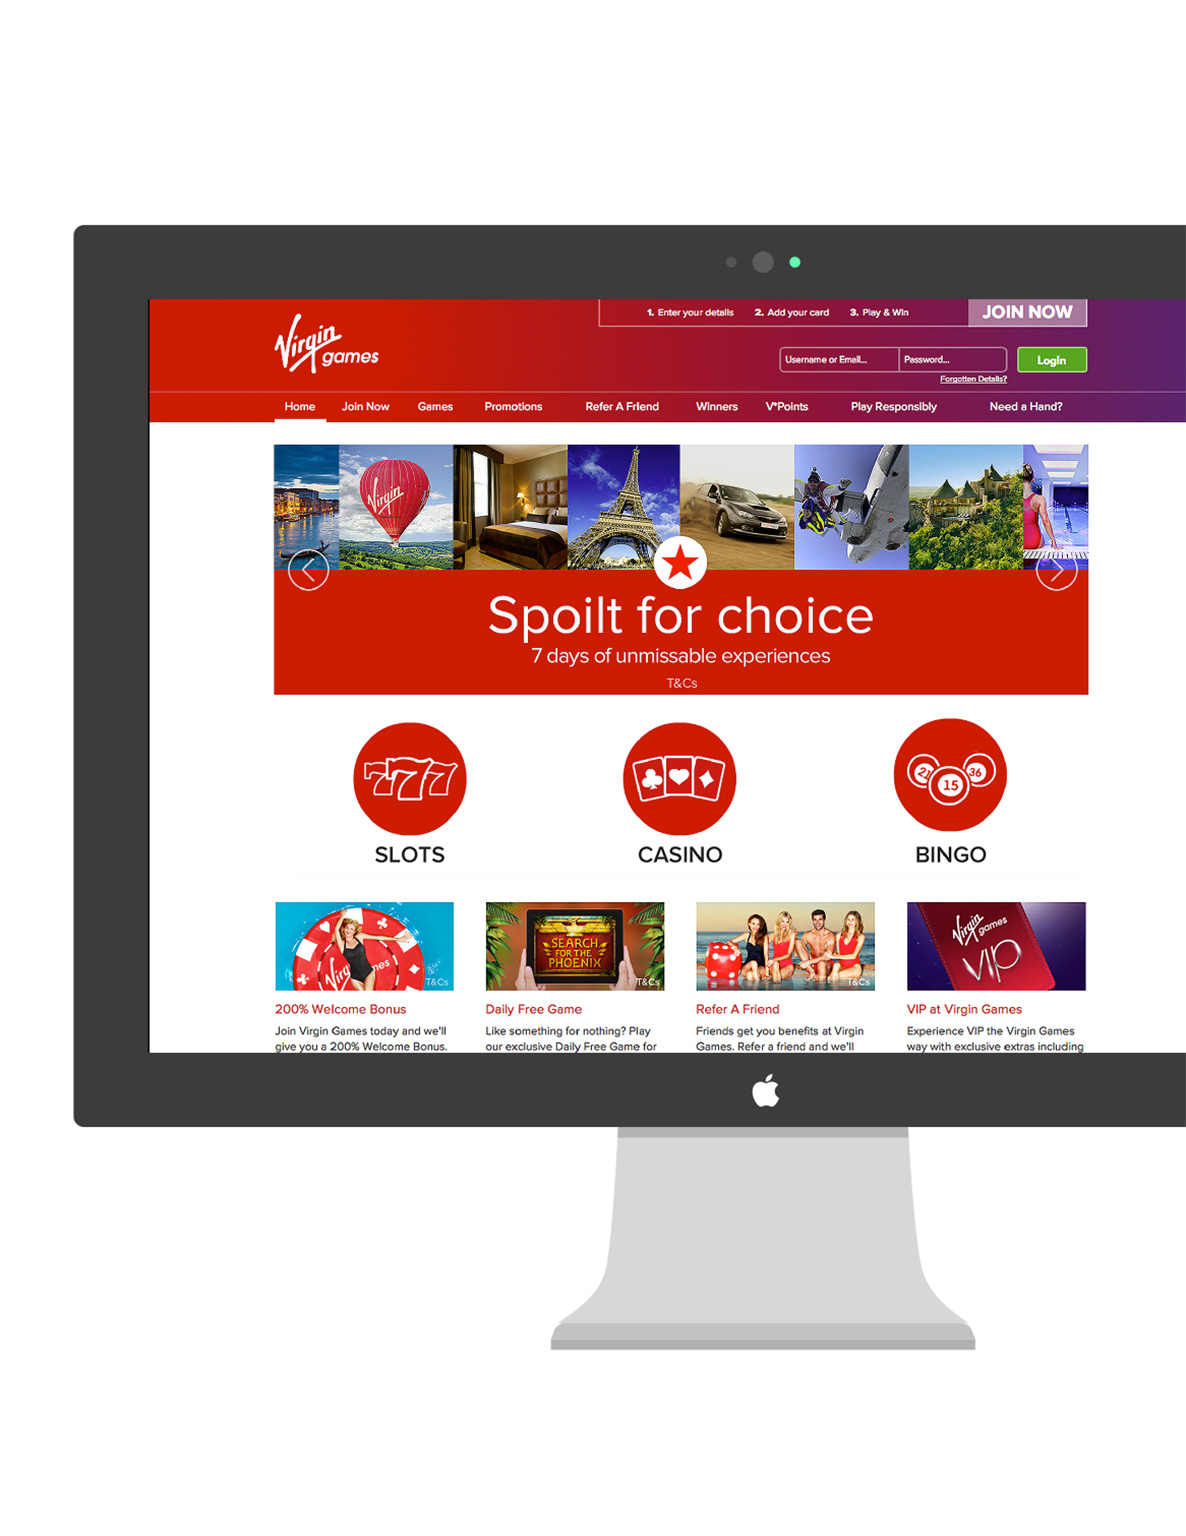 1. Enter your details 2. Add your card 3. Play & Win JOIN NOW
Virgin
games
Username or Email... Password... Login
Forgotten Details?
Home Join Now Games Promotions Refer A Friend Winners V*Points Play Responsibly Need a Hand?
Virgin
Spoilt for choice
7 days of unmissable experiences
T&Cs
777
21 15 36
SLOTS CASINO BINGO
Virgin
games
T&Cs
SEARCH
FOR THE
PHOENIX
T&Cs
T&Cs
Virgin games
VIP
200% Welcome Bonus
Join Virgin Games today and we'll
give you a 200% Welcome Bonus.
Daily Free Game
Like something for nothing? Play
our exclusive Daily Free Game for
Refer A Friend
Friends get you benefits at Virgin
Games. Refer a friend and we'll
VIP at Virgin Games
Experience VIP the Virgin Games
way with exclusive extras including